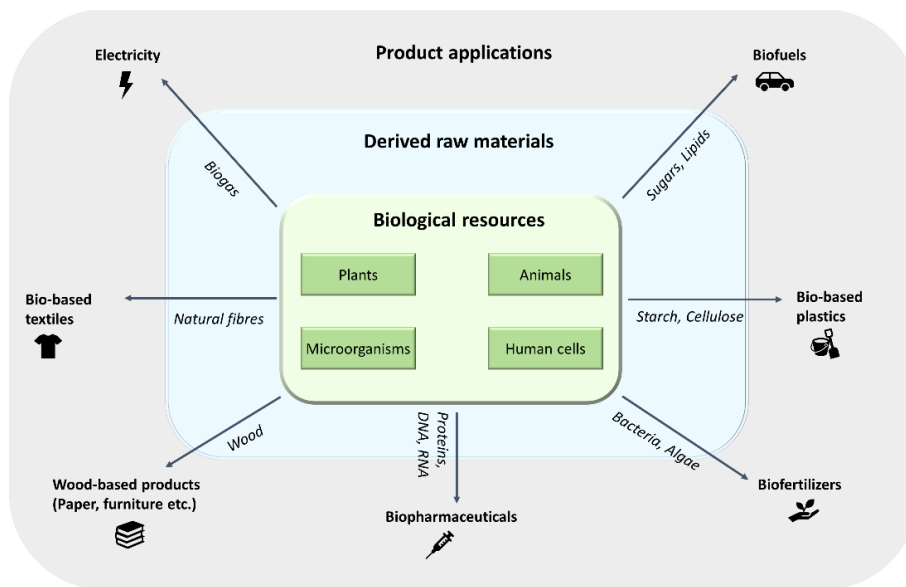 Product applications
Electricity
Biofuels
Derived raw materials
Biogas
Sugars, Lipids
Biological resources
Plants
Animals
Bio-based
textiles
Natural fibres
Starch, Cellulose
Bio-based
plastics
Microorganisms
Human cells
Wood
Proteins,
DNA, RNA
Bacteria, Algae
Wood-based products
(Paper, furniture etc.)
Biopharmaceuticals
Biofertilizers